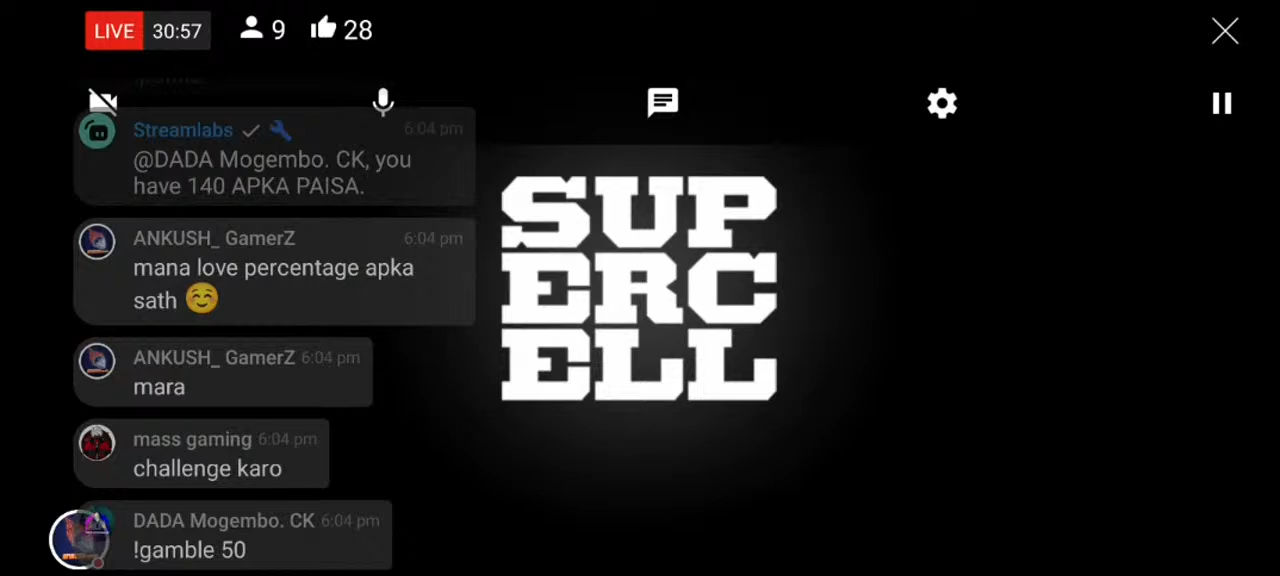 LIVE 30:57 9 28
Streamlabs 6:04 pm
@DADA Mogembo. CK, you
have 140 APKA PAISA.
ANKUSH_ GamerZ 6:04 pm
mana love percentage apka
sath
ANKUSH_ GamerZ 6:04 pm
mara
mass gaming 6:04 pm
challenge karo
DADA Mogembo. CK 6:04 pm
!gamble 50
SUP
ERC
ELL